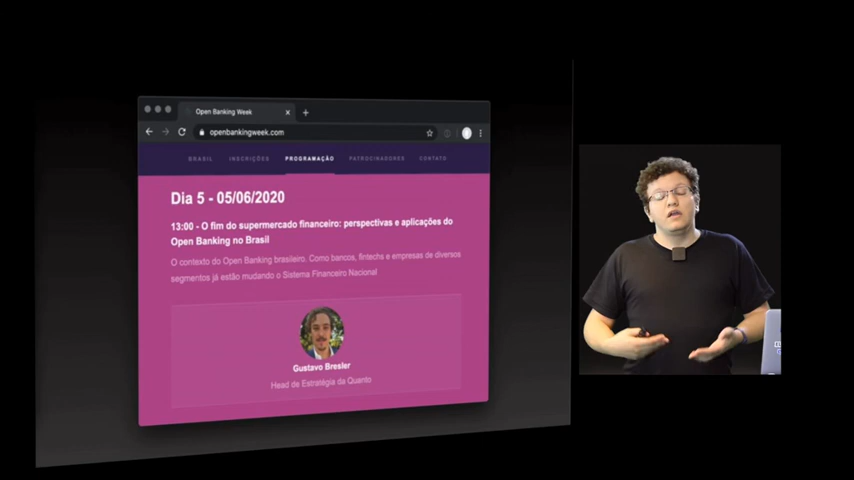 Open Banking Week
openbankingweek.com
BRASIL INSCRIÇÕES PROGRAMAÇÃO PATROCINADORES CONTATO
Dia 5 - 05/06/2020
13:00 - O fim do supermercado financeiro: perspectivas e aplicações do
Open Banking no Brasil
O contexto do Open Banking brasileiro. Como bancos, fintechs e empresas de diversos
segmentos já estão mudando o Sistema Financeiro Nacional
Gustavo Bresler
Head de Estratégia da Quanto